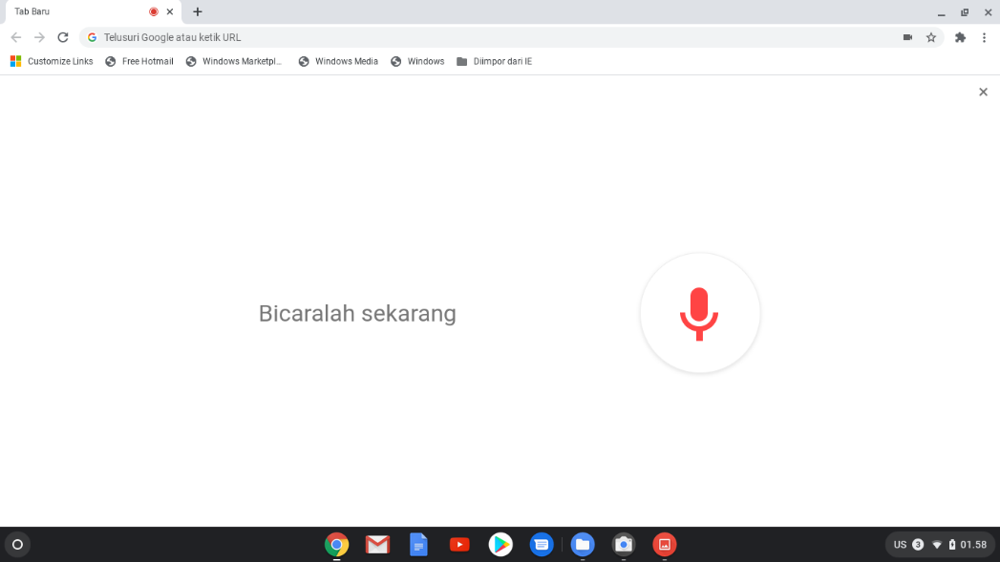 Tab Baru
Telusuri Google atau ketik URL
Customize Links Free Hotmail Windows Marketpl... Windows Media Windows Diimpor dari IE
Bicaralah sekarang
US 3 01.58